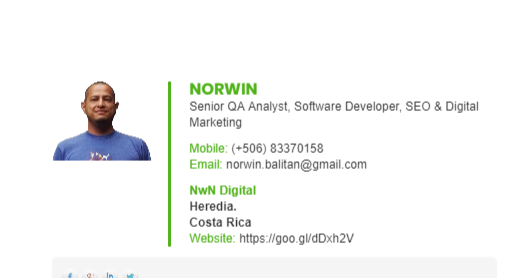 NORWIN
Senior QA Analyst, Software Developer, SEO & Digital
Marketing
Mobile: (+506) 83370158
Email: norwin.balitan@gmail.com
NwN Digital
Heredia.
Costa Rica
Website: https://goo.gl/dDxh2V